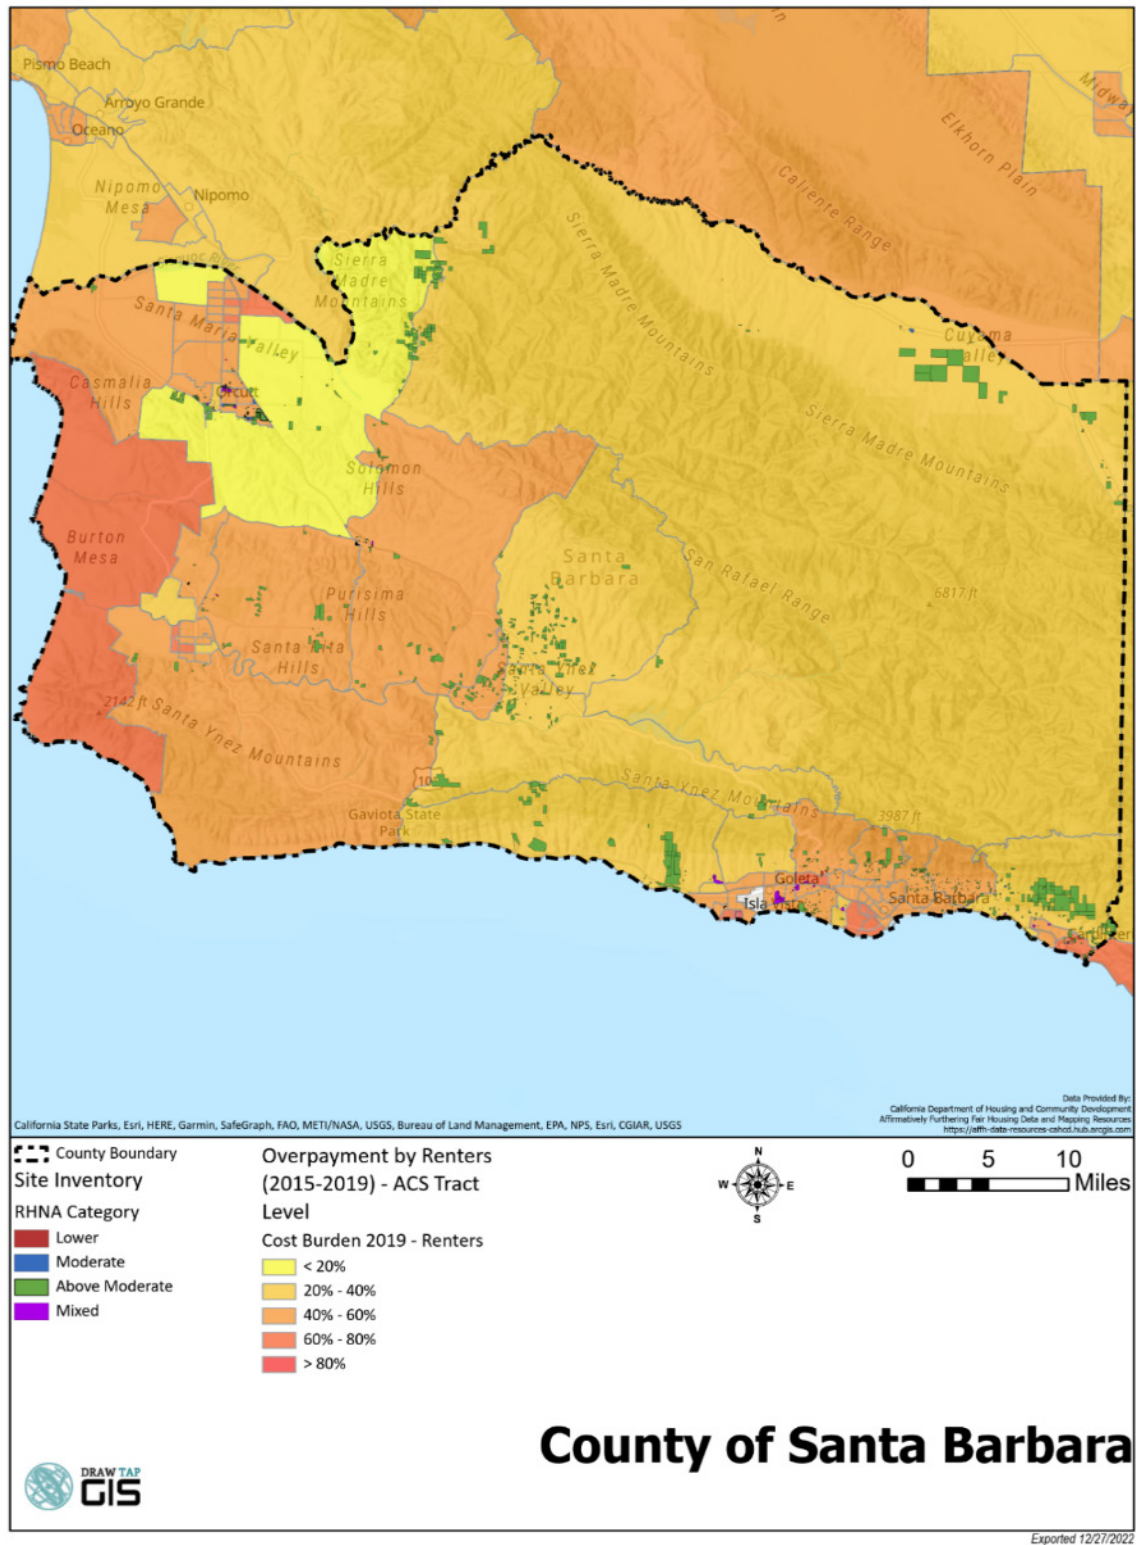 Pismo Beach
Arroyo Grande
Oceano
Midway
Elkhorn Plain
Caliente Range
Nipomo
Mesa
Nipomo
Sierra
Madre
Mountains
Sierra Madre Mountains
Santa Maria Valley
Cuyama
Valley
Casmalia
Hills
Orcutt
Sierra Madre Mountains
Solomon
Hills
Burton
Mesa
Santa
Barbara
San Rafael Range
6817 ft
Purisima
Hills
Santa Rita
Hills
Santa Ynez
Valley
2142 ft
Santa Ynez Mountains
10
Santa Ynez Mountains
Gaviota State
Park
3987 ft
Goleta
Isla Vista
Santa Barbara
Data Provided By:
California Department of Housing and Community Development
Affirmatively Furthering Fair Housing Data and Mapping Resources
https://affh-data-resources-cahcd.hub.arcgis.com
California State Parks, Esri, HERE, Garmin, SafeGraph, FAO, METI/NASA, USGS, Bureau of Land Management, EPA, NPS, Esri, CGIAR, USGS
County Boundary
Site Inventory
RHNA Category
Lower
Moderate
Above Moderate
Mixed
Overpayment by Renters
(2015-2019) - ACS Tract
Level
Cost Burden 2019 - Renters
< 20%
20% - 40%
40% - 60%
60% - 80%
> 80%
N
W E
S
0 5 10
Miles
County of Santa Barbara
DRAW TAP
GIS
Exported 12/27/2022